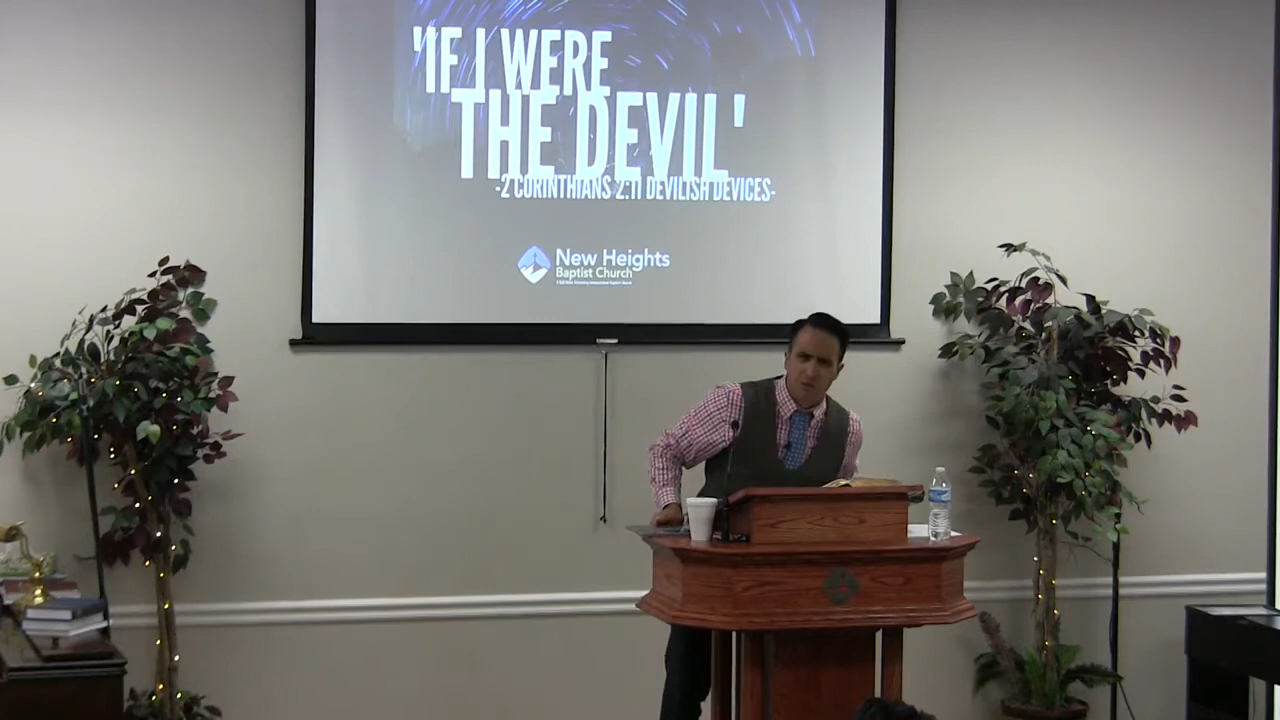 'IF I WERE
THE DEVIL'
-2 CORINTHIANS 2:11 DEVILISH DEVICES-
New Heights
Baptist Church